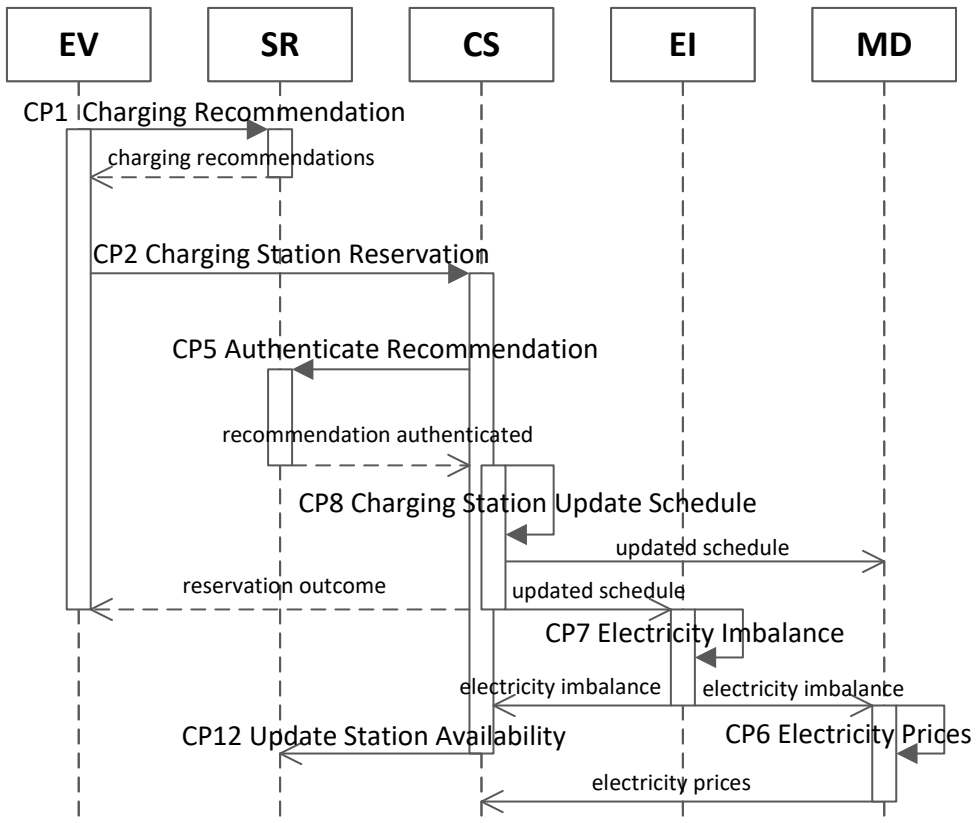 EV
SR
CS
EI
MD
CP1 Charging Recommendation
charging recommendations
CP2 Charging Station Reservation
CP5 Authenticate Recommendation
recommendation authenticated
CP8 Charging Station Update Schedule
updated schedule
reservation outcome
updated schedule
CP7 Electricity Imbalance
electricity imbalance
electricity imbalance
CP12 Update Station Availability
CP6 Electricity Prices
electricity prices